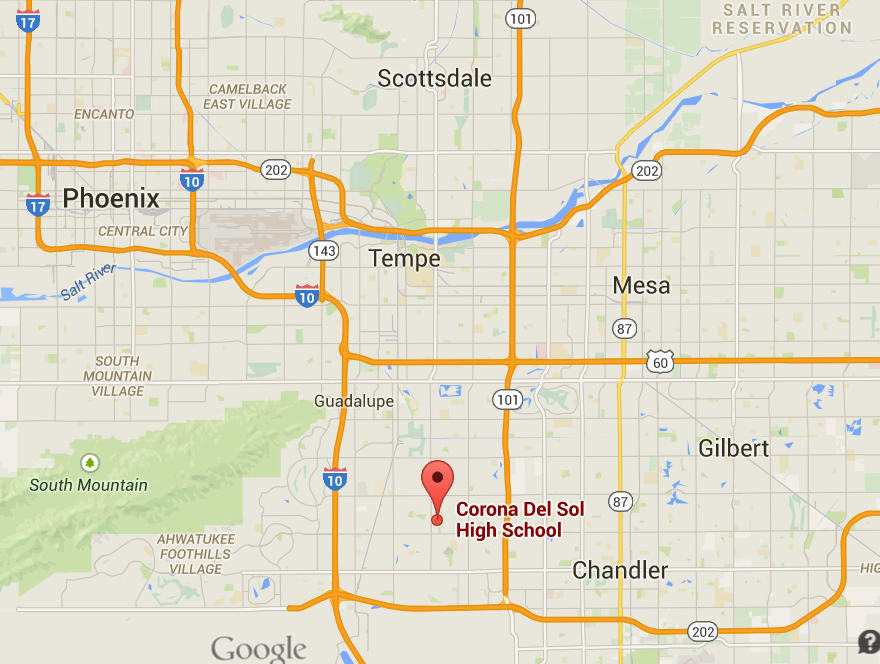 17
101
SALT RIVER
RESERVATION
Scottsdale
CAMELBACK
EAST VILLAGE
ENCANTO
202
202
10
Phoenix
17
CENTRAL CITY
143
Tempe
Salt River
10
Mesa
87
SOUTH
MOUNTAIN
VILLAGE
60
Guadalupe
101
Gilbert
South Mountain
10
87
Corona Del Sol
High School
AHWATUKEE
FOOTHILLS
VILLAGE
Chandler
HIG
202
Google
?